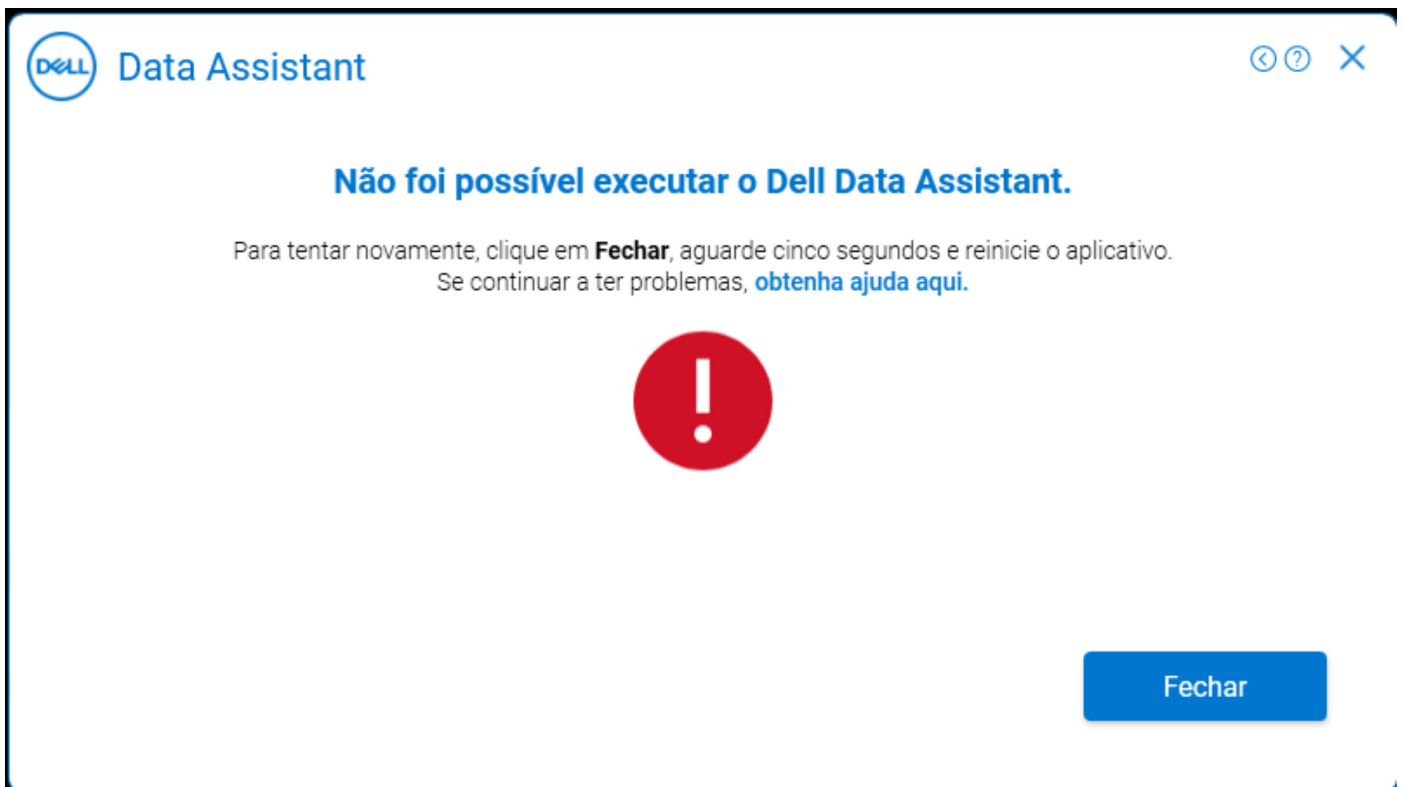 DELL
Data Assistant
Não foi possível executar o Dell Data Assistant.
Para tentar novamente, clique em Fechar, aguarde cinco segundos e reinicie o aplicativo.
Se continuar a ter problemas, obtenha ajuda aqui.
Fechar